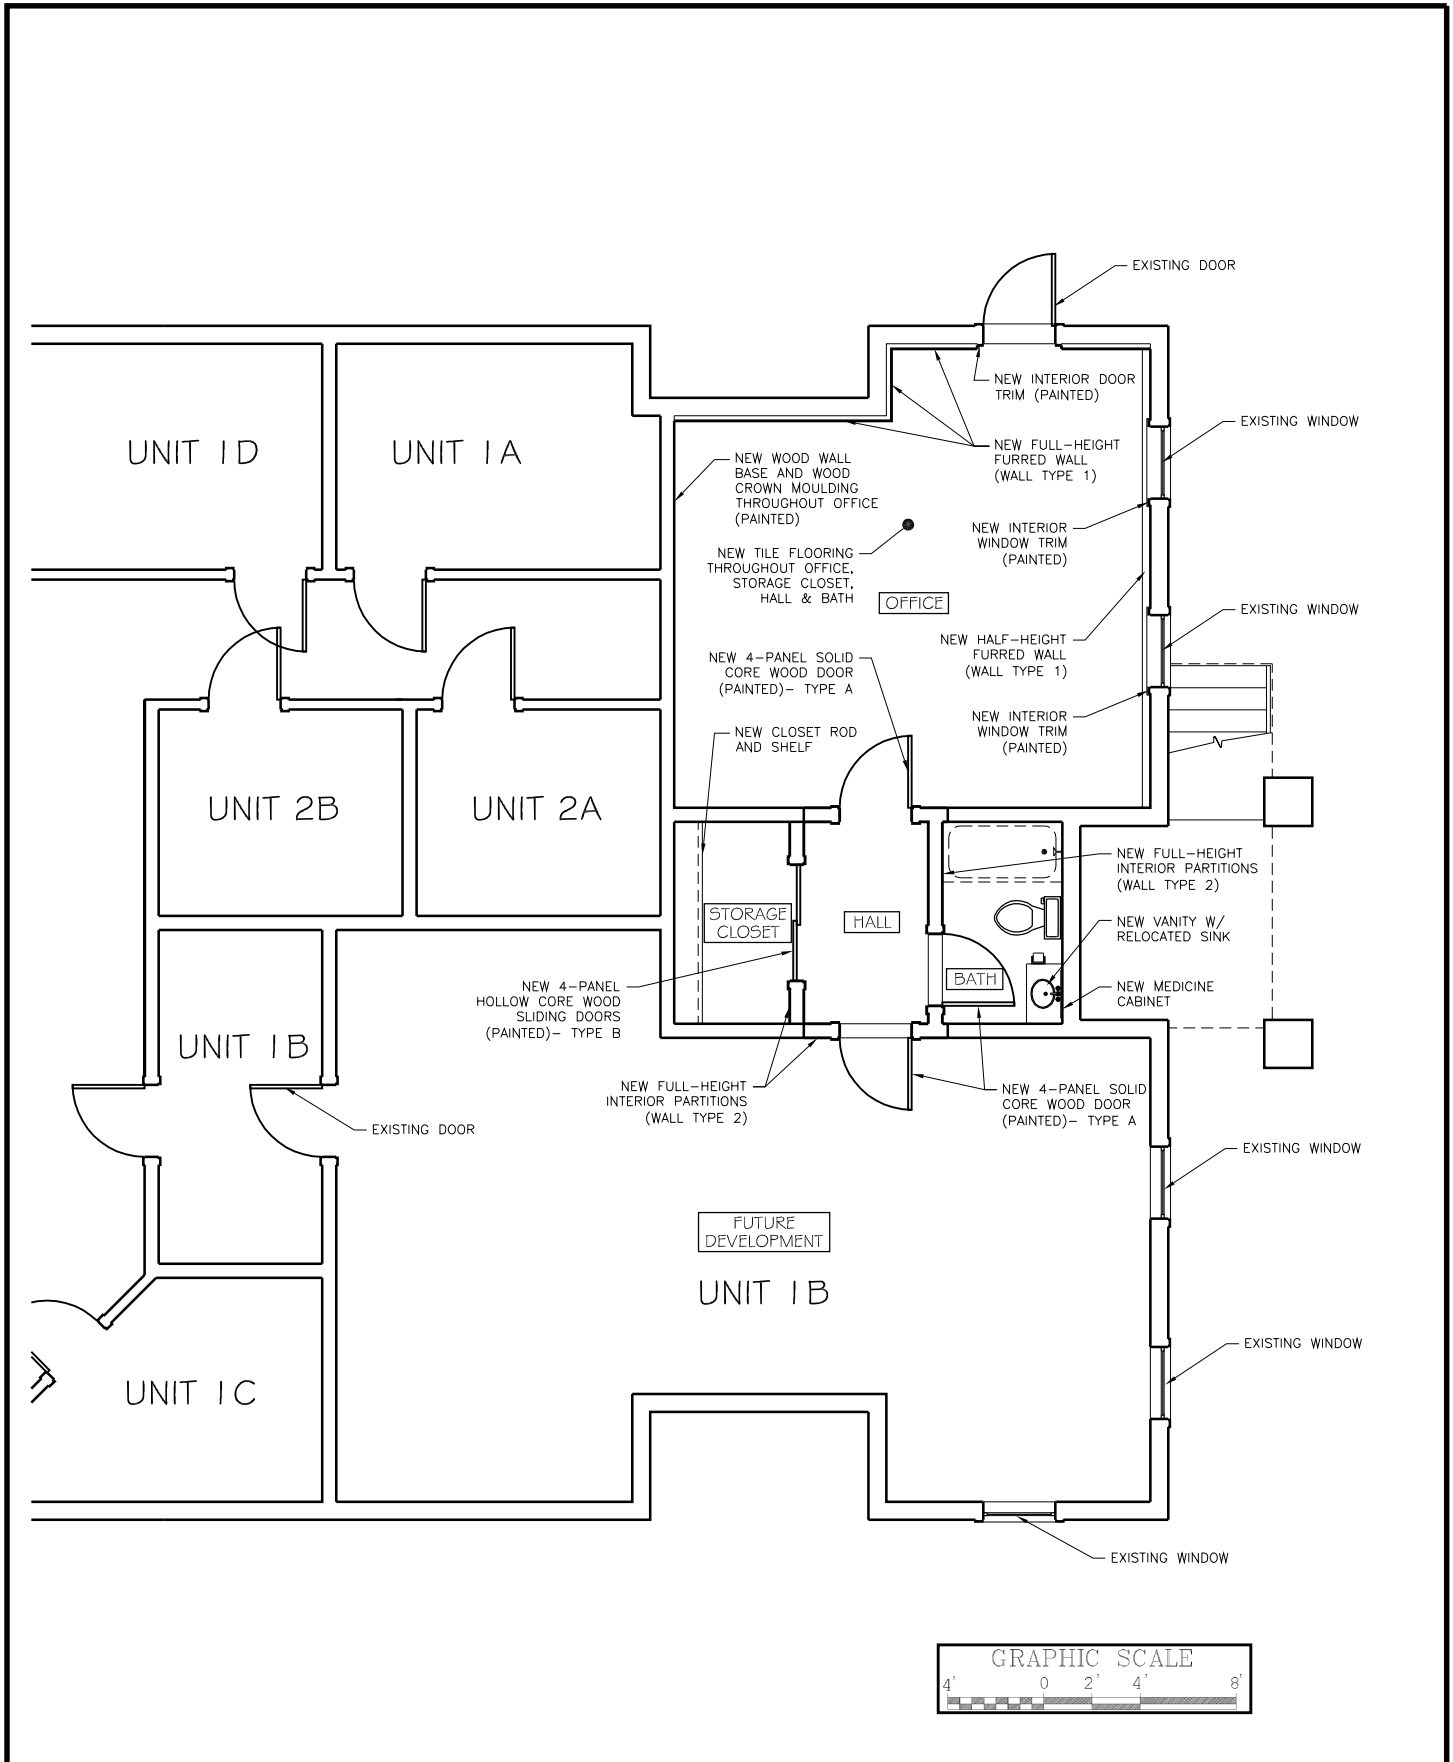 EXISTING DOOR
NEW INTERIOR DOOR
TRIM (PAINTED)
EXISTING WINDOW
UNIT 1D
UNIT 1A
NEW FULL-HEIGHT
FURRED WALL
(WALL TYPE 1)
NEW WOOD WALL
BASE AND WOOD
CROWN MOULDING
THROUGHOUT OFFICE
(PAINTED)
NEW INTERIOR
WINDOW TRIM
(PAINTED)
NEW TILE FLOORING
THROUGHOUT OFFICE,
STORAGE CLOSET,
HALL & BATH
OFFICE
EXISTING WINDOW
NEW HALF-HEIGHT
FURRED WALL
(WALL TYPE 1)
NEW 4-PANEL SOLID
CORE WOOD DOOR
(PAINTED)- TYPE A
NEW INTERIOR
WINDOW TRIM
(PAINTED)
NEW CLOSET ROD
AND SHELF
UNIT 2B
UNIT 2A
NEW FULL-HEIGHT
INTERIOR PARTITIONS
(WALL TYPE 2)
STORAGE
CLOSET
HALL
NEW VANITY W/
RELOCATED SINK
BATH
NEW 4-PANEL
HOLLOW CORE WOOD
SLIDING DOORS
(PAINTED)- TYPE B
NEW MEDICINE
CABINET
UNIT 1B
NEW FULL-HEIGHT
INTERIOR PARTITIONS
(WALL TYPE 2)
NEW 4-PANEL SOLID
CORE WOOD DOOR
(PAINTED)- TYPE A
EXISTING DOOR
EXISTING WINDOW
FUTURE
DEVELOPMENT
UNIT 1B
EXISTING WINDOW
UNIT 1C
EXISTING WINDOW
GRAPHIC SCALE
4' 0 2' 4' 8'